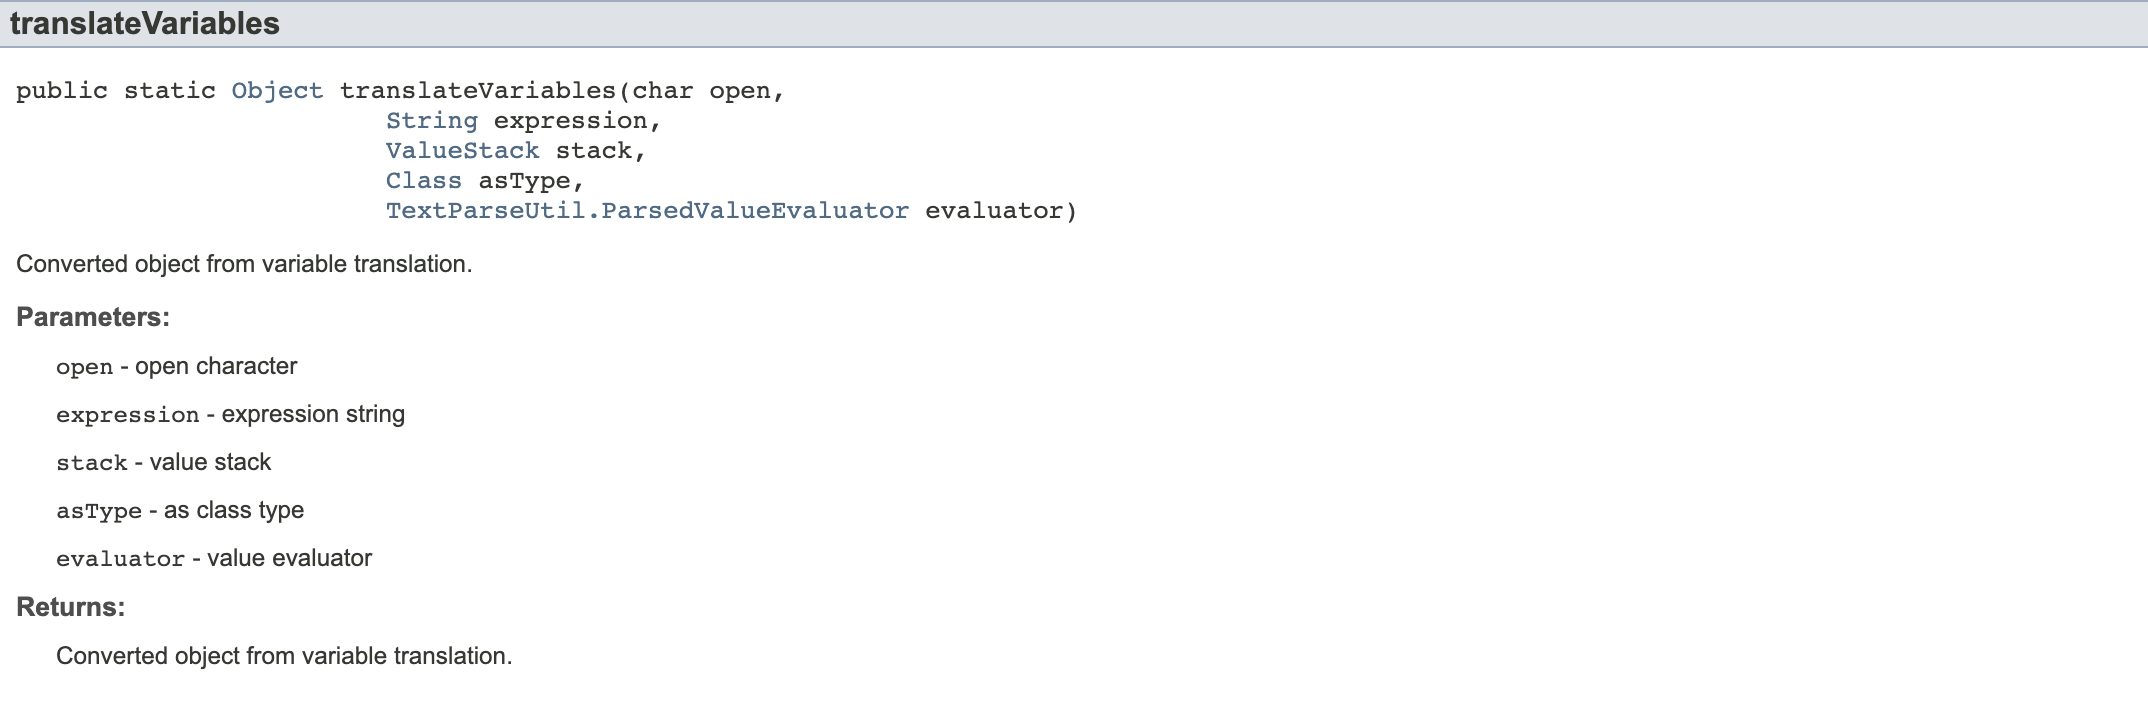 translateVariables
public static Object translateVariables(char open,
String expression,
ValueStack stack,
Class asType,
TextParseUtil.ParsedValueEvaluator evaluator)
Converted object from variable translation.
Parameters:
open - open character
expression - expression string
stack - value stack
asType - as class type
evaluator - value evaluator
Returns:
Converted object from variable translation.